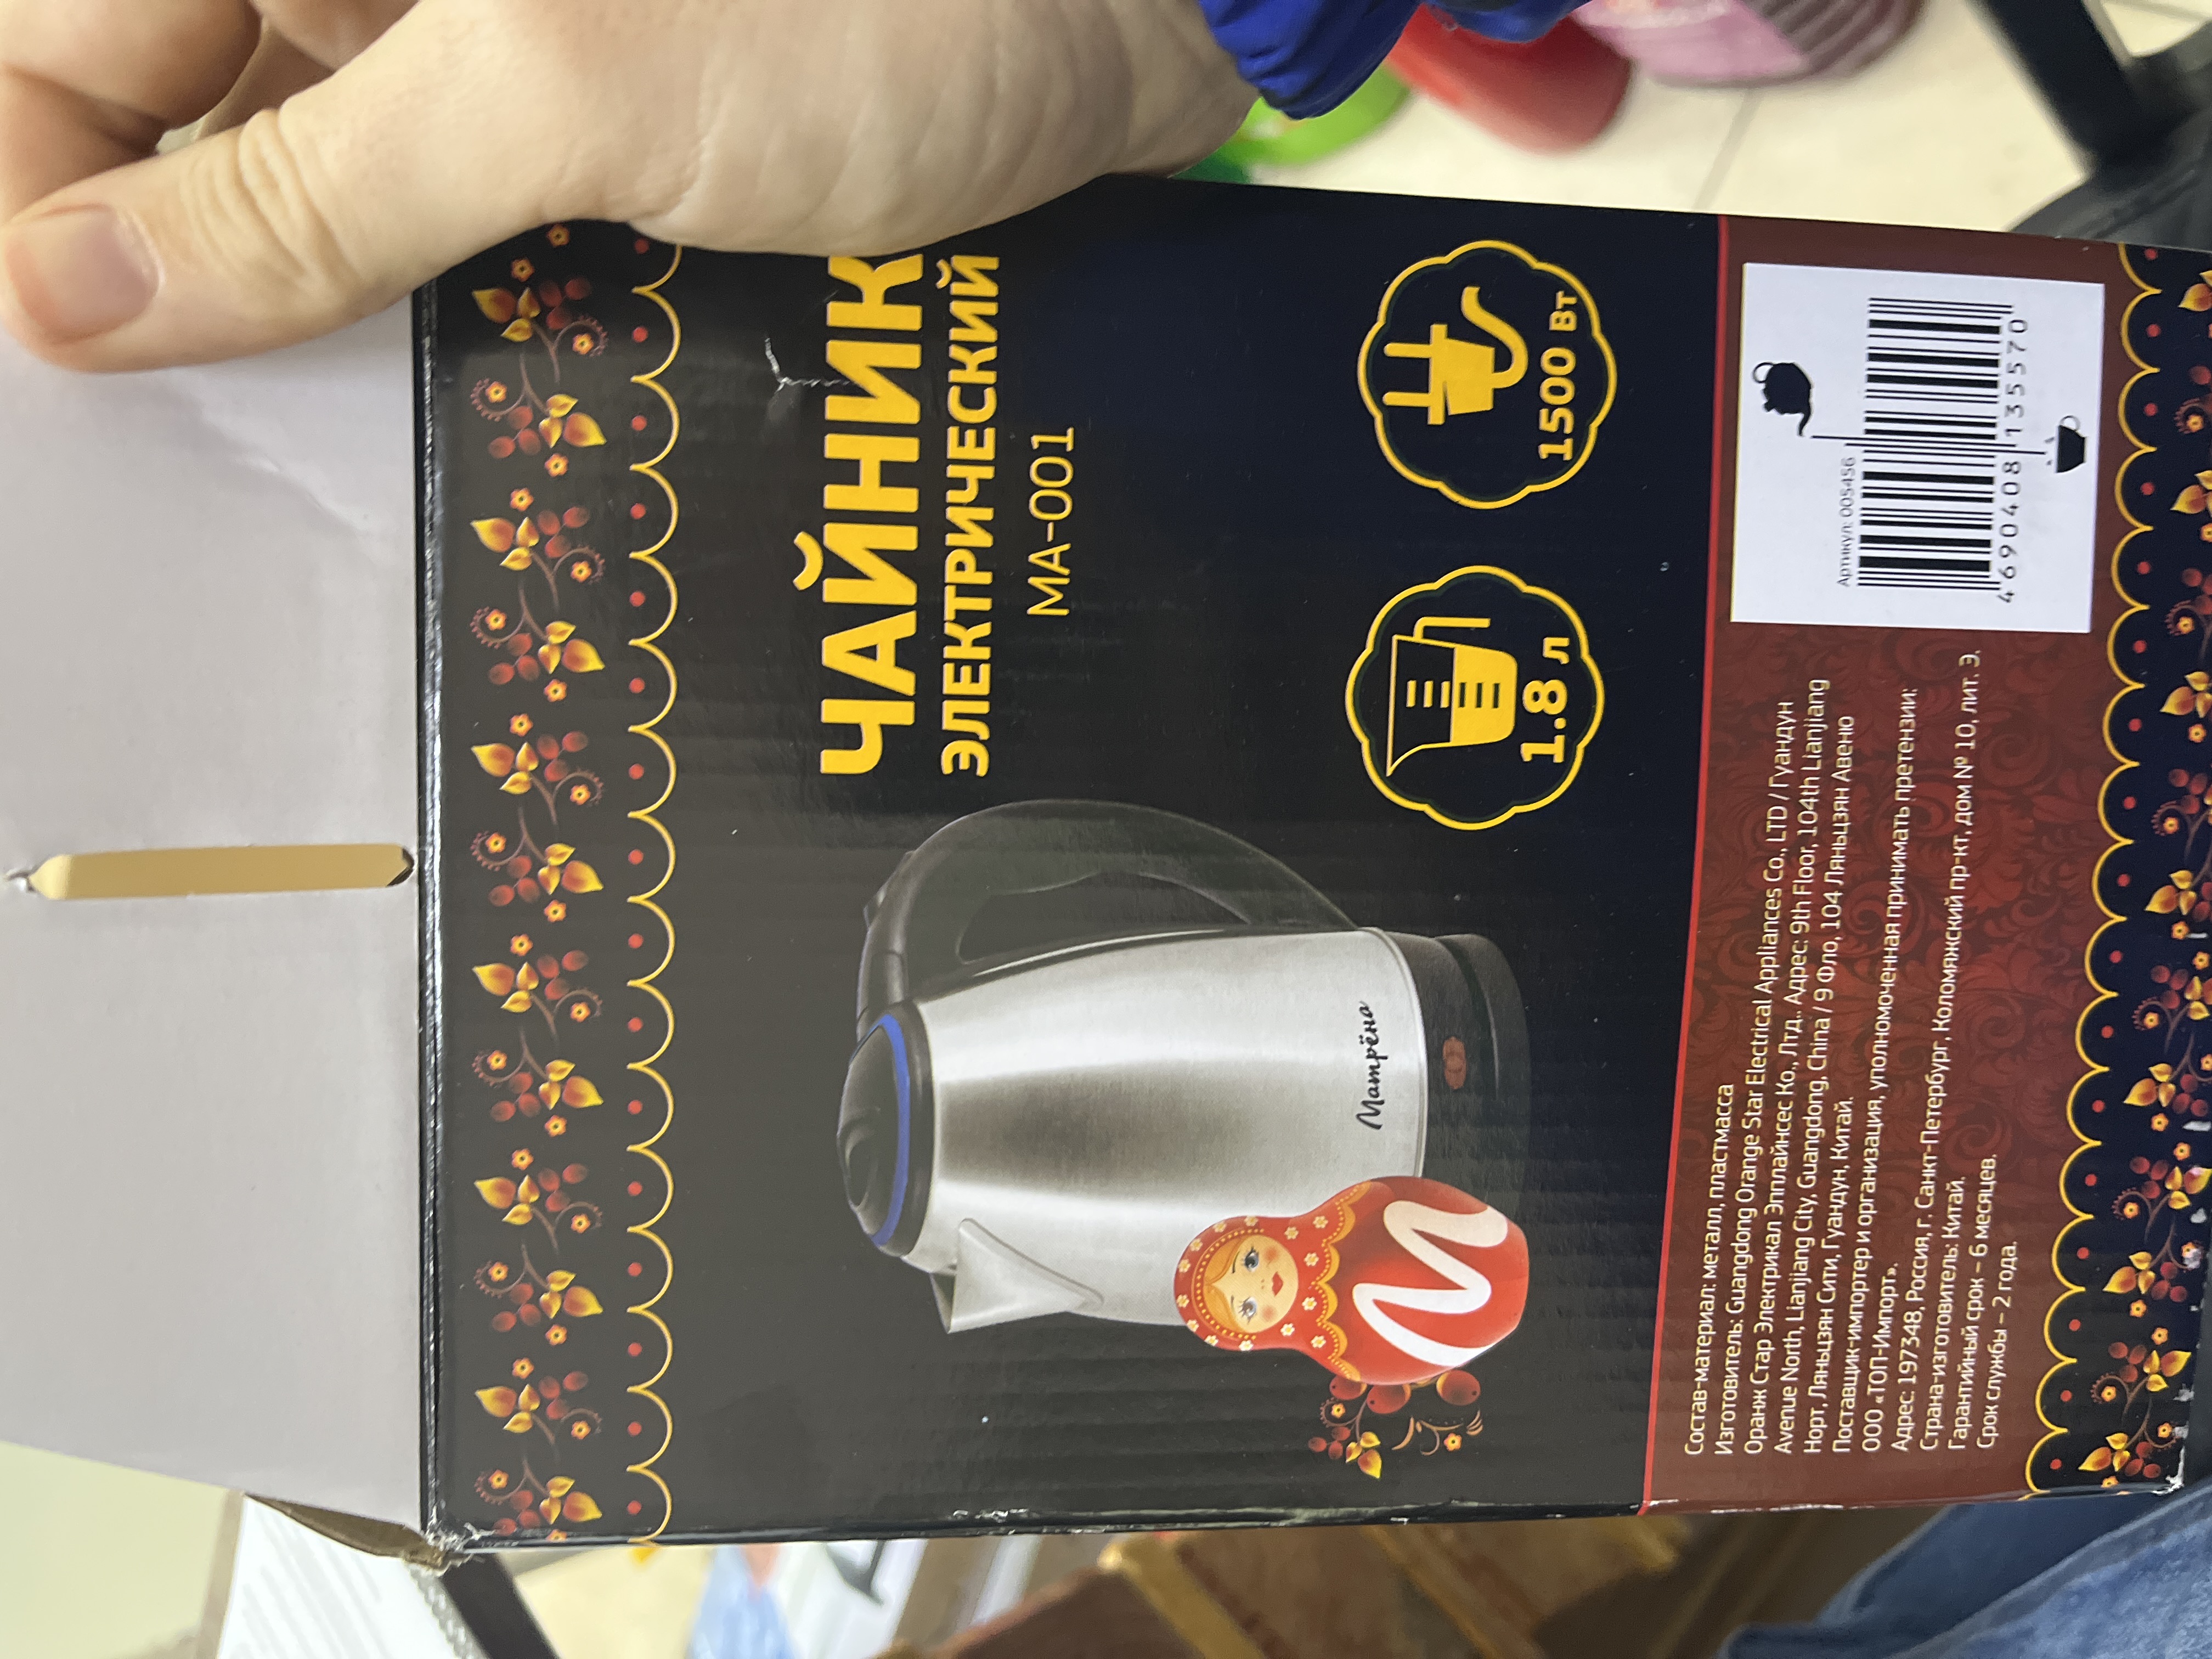 ЧАЙНИК
ЭЛЕКТРИЧЕСКИЙ
МА-001
1.8 л
1500 Вт
Матрёна
М
Состав-материал: металл, пластмасса
Изготовитель: Guangdong Orange Star Electrical Appliances Co., LTD / Гуандун
Оранж Стар Электрикал Эпплайнсес Ко., Лтд.. Адрес: 9th Floor, 104th Lianjiang
Avenue North, Lianjiang City, Guangdong, China / 9 Фло, 104 Ляньцзян Авеню
Норт, Ляньцзян Сити, Гуандун, Китай.
Поставщик-импортер и организация, уполномоченная принимать претензии:
ООО «ТОП-Импорт».
Адрес: 197348, Россия, г. Санкт-Петербург, Коломяжский пр-кт, дом № 10, лит. Э.
Страна-изготовитель: Китай.
Гарантийный срок – 6 месяцев.
Срок службы – 2 года.
Артикул: 005456
4 690408 135570